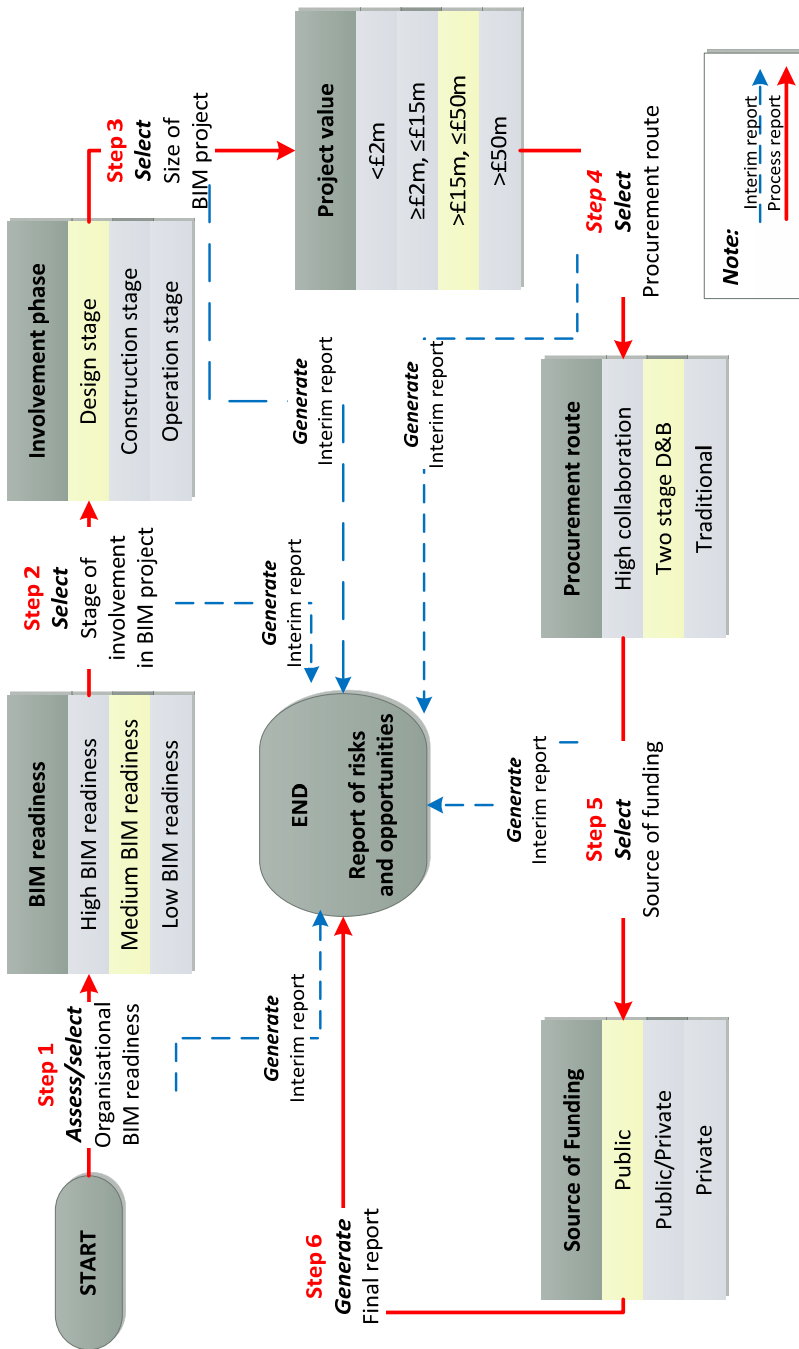 START
Step 1
Assess/select
Organisational
BIM readiness
BIM readiness
High BIM readiness
Medium BIM readiness
Low BIM readiness
Generate
Interim report
Step 2
Select
Stage of
involvement
in BIM project
Involvement phase
Design stage
Construction stage
Operation stage
Generate
Interim report
Step 3
Select
Size of
BIM project
Project value
<£2m
≥£2m, ≤£15m
>£15m, ≤£50m
>£50m
Generate
Interim report
Step 4
Select
Procurement route
Procurement route
High collaboration
Two stage D&B
Traditional
Generate
Interim report
Step 5
Select
Source of funding
Source of Funding
Public
Public/Private
Private
Generate
Interim report
Step 6
Generate
Final report
END
Report of risks
and opportunities
Note:
Interim report
Process report